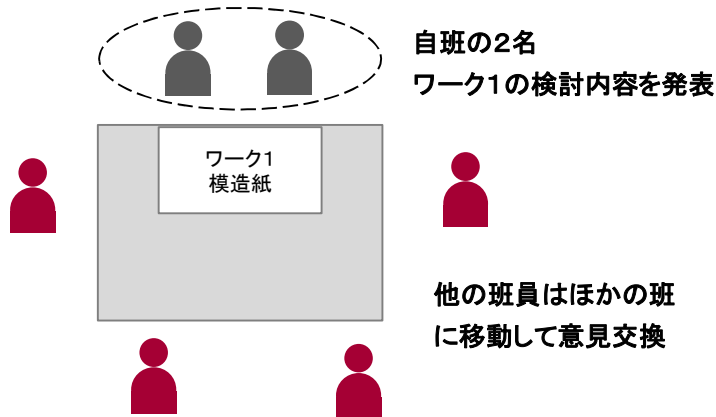 自班の２名
ワーク１の検討内容を発表
ワーク１
模造紙
他の班員はほかの班
に移動して意見交換